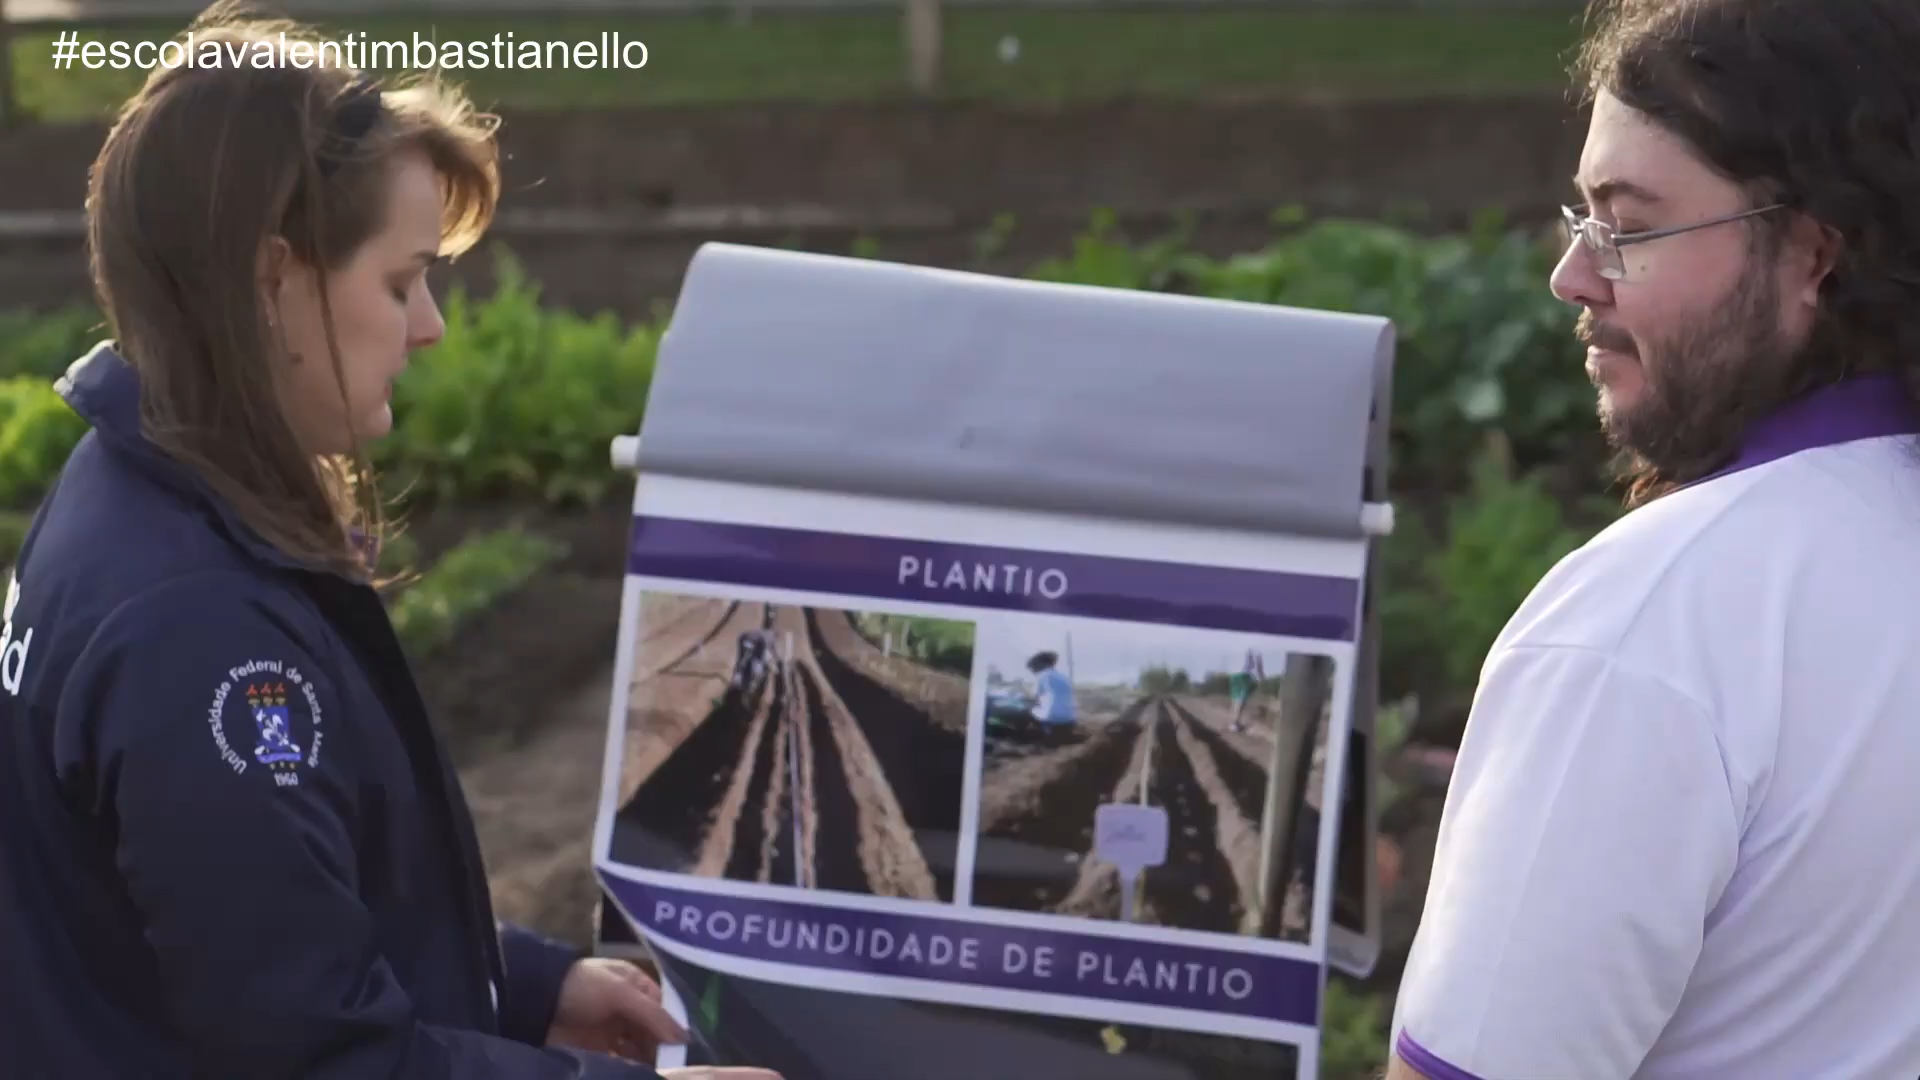 #escolavalentimbastianello
PLANTIO
PROFUNDIDADE DE PLANTIO
Universidade Federal de Santa Maria
1960